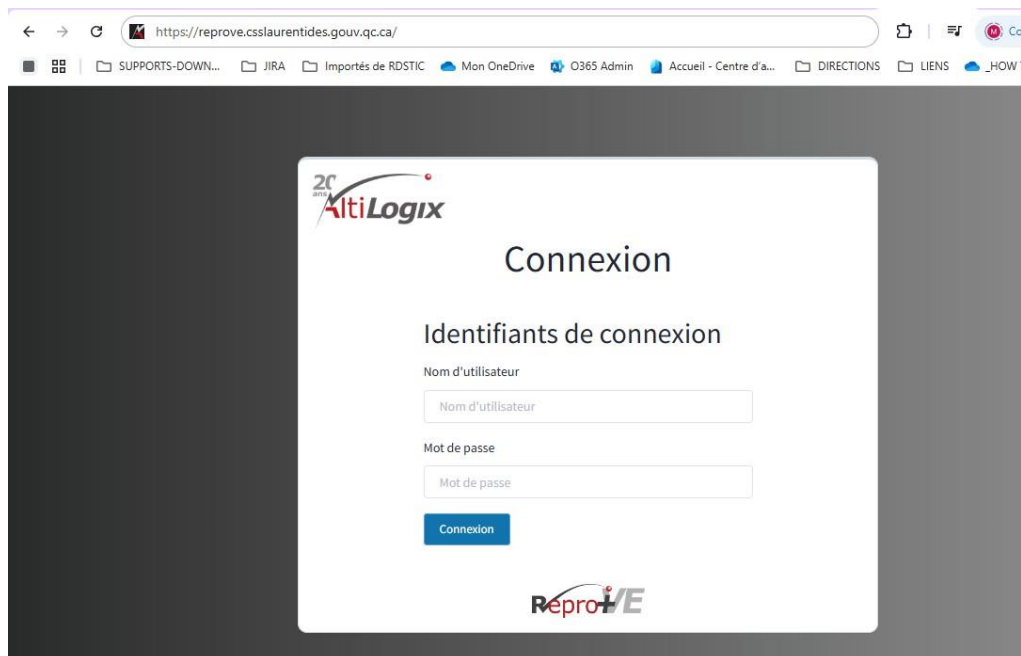 https://reprove.csslaurentides.gouv.qc.ca/
SUPPORTS-DOWN... JIRA Importés de RDSTIC Mon OneDrive O365 Admin Accueil - Centre d'a... DIRECTIONS LIENS _HOW
20
ans
AltiLogix
Connexion
Identifiants de connexion
Nom d'utilisateur
Nom d'utilisateur
Mot de passe
Mot de passe
Connexion
Repro+VE